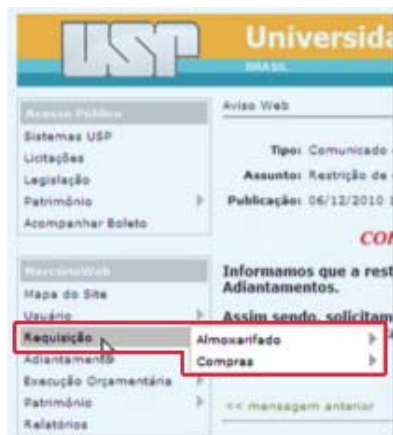 USP
Universida
BRASIL
Acesso Público
Sistemas USP
Licitações
Legislação
Patrimônio
Acompanhar Boleto
MercúrioWeb
Mapa do Site
Usuário
Requisição
Adiantamento
Execução Orçamentária
Patrimônio
Relatórios
Almoxarifado
Compras
Aviso Web
Tipo: Comunicado
Assunto: Restrição de
Publicação: 06/12/2010 1
COM
Informamos que a rest
Adiantamentos.
Assim sendo, solicitam
<< mensagem anterior